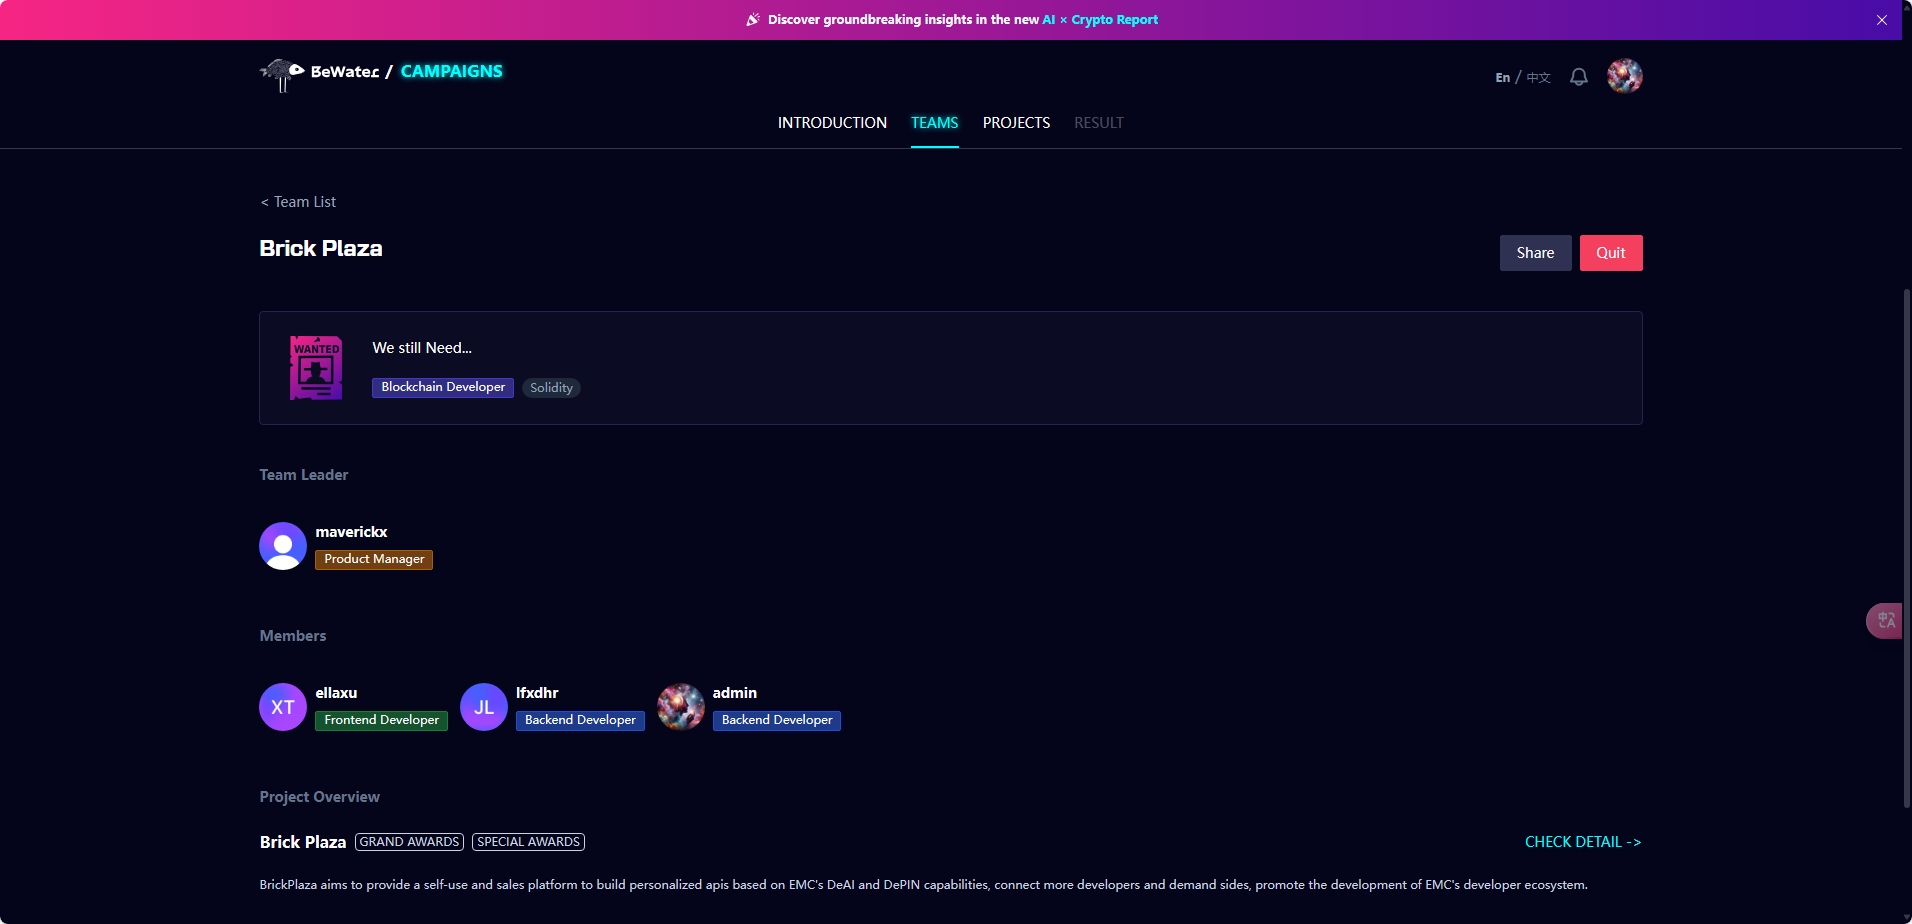 Discover groundbreaking insights in the new AI × Crypto Report
BeWater / CAMPAIGNS
En / 中文
INTRODUCTION TEAMS PROJECTS RESULT
< Team List
Brick Plaza
Share Quit
WANTED
We still Need...
Blockchain Developer Solidity
Team Leader
maverickx
Product Manager
Members
XT ellaxu
Frontend Developer
JL lfxdhr
Backend Developer
admin
Backend Developer
Project Overview
Brick Plaza GRAND AWARDS SPECIAL AWARDS
CHECK DETAIL ->
BrickPlaza aims to provide a self-use and sales platform to build personalized apis based on EMC's DeAI and DePIN capabilities, connect more developers and demand sides, promote the development of EMC's developer ecosystem.